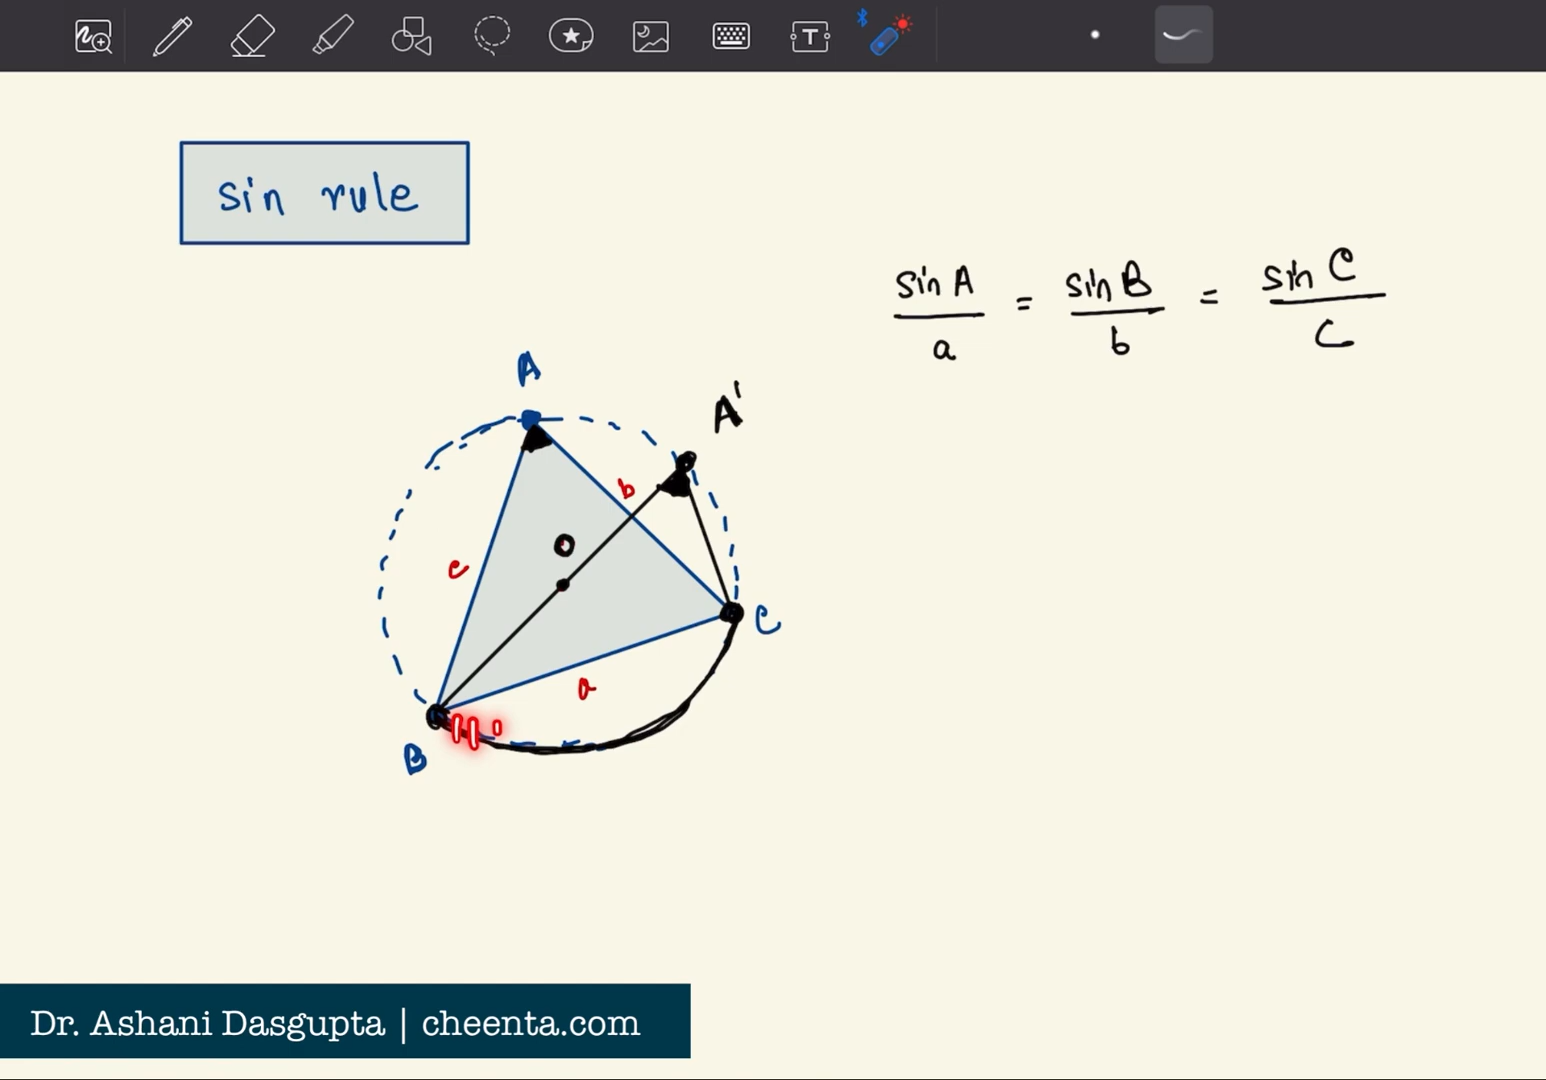 sin rule
sin A / a = sin B / b = sin C / c
A
A'
b
O
c
C
a
B
Dr. Ashani Dasgupta | cheenta.com